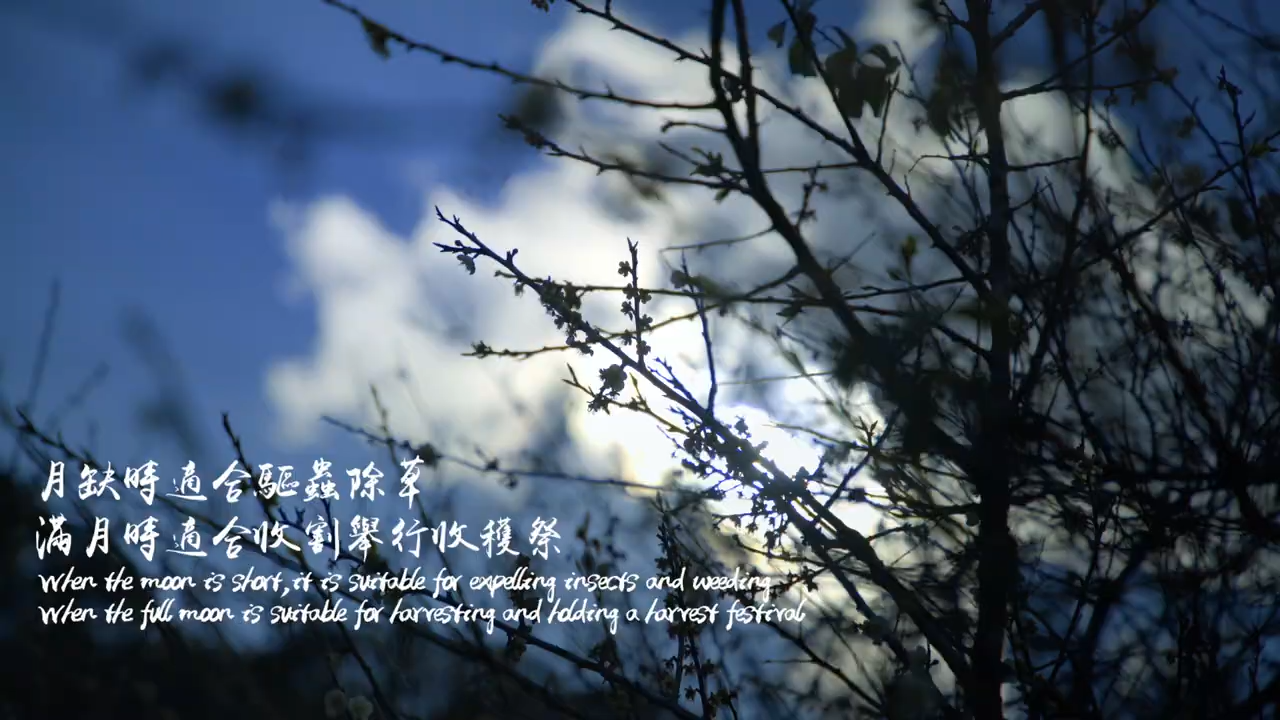 月缺時適合驅蟲除草
滿月時適合收割舉行收穫祭
When the moon is short,it is suitable for expelling insects and weeding
When the full moon is suitable for harvesting and holding a harvest festival